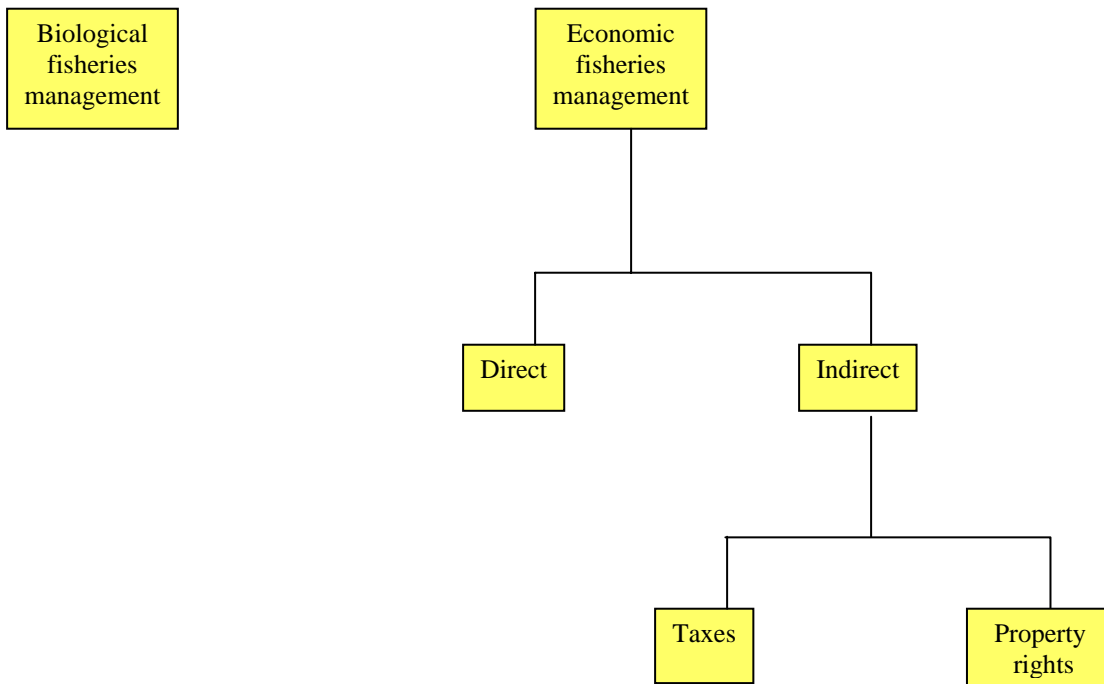 Biological
fisheries
management
Economic
fisheries
management
Direct
Indirect
Taxes
Property
rights